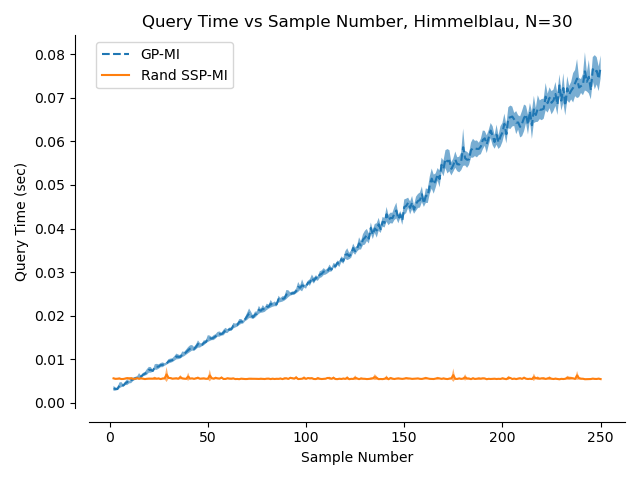 Query Time vs Sample Number, Himmelblau, N=30
GP-MI
Rand SSP-MI
0.08
0.07
0.06
0.05
0.04
0.03
0.02
0.01
0.00
Query Time (sec)
0 50 100 150 200 250
Sample Number